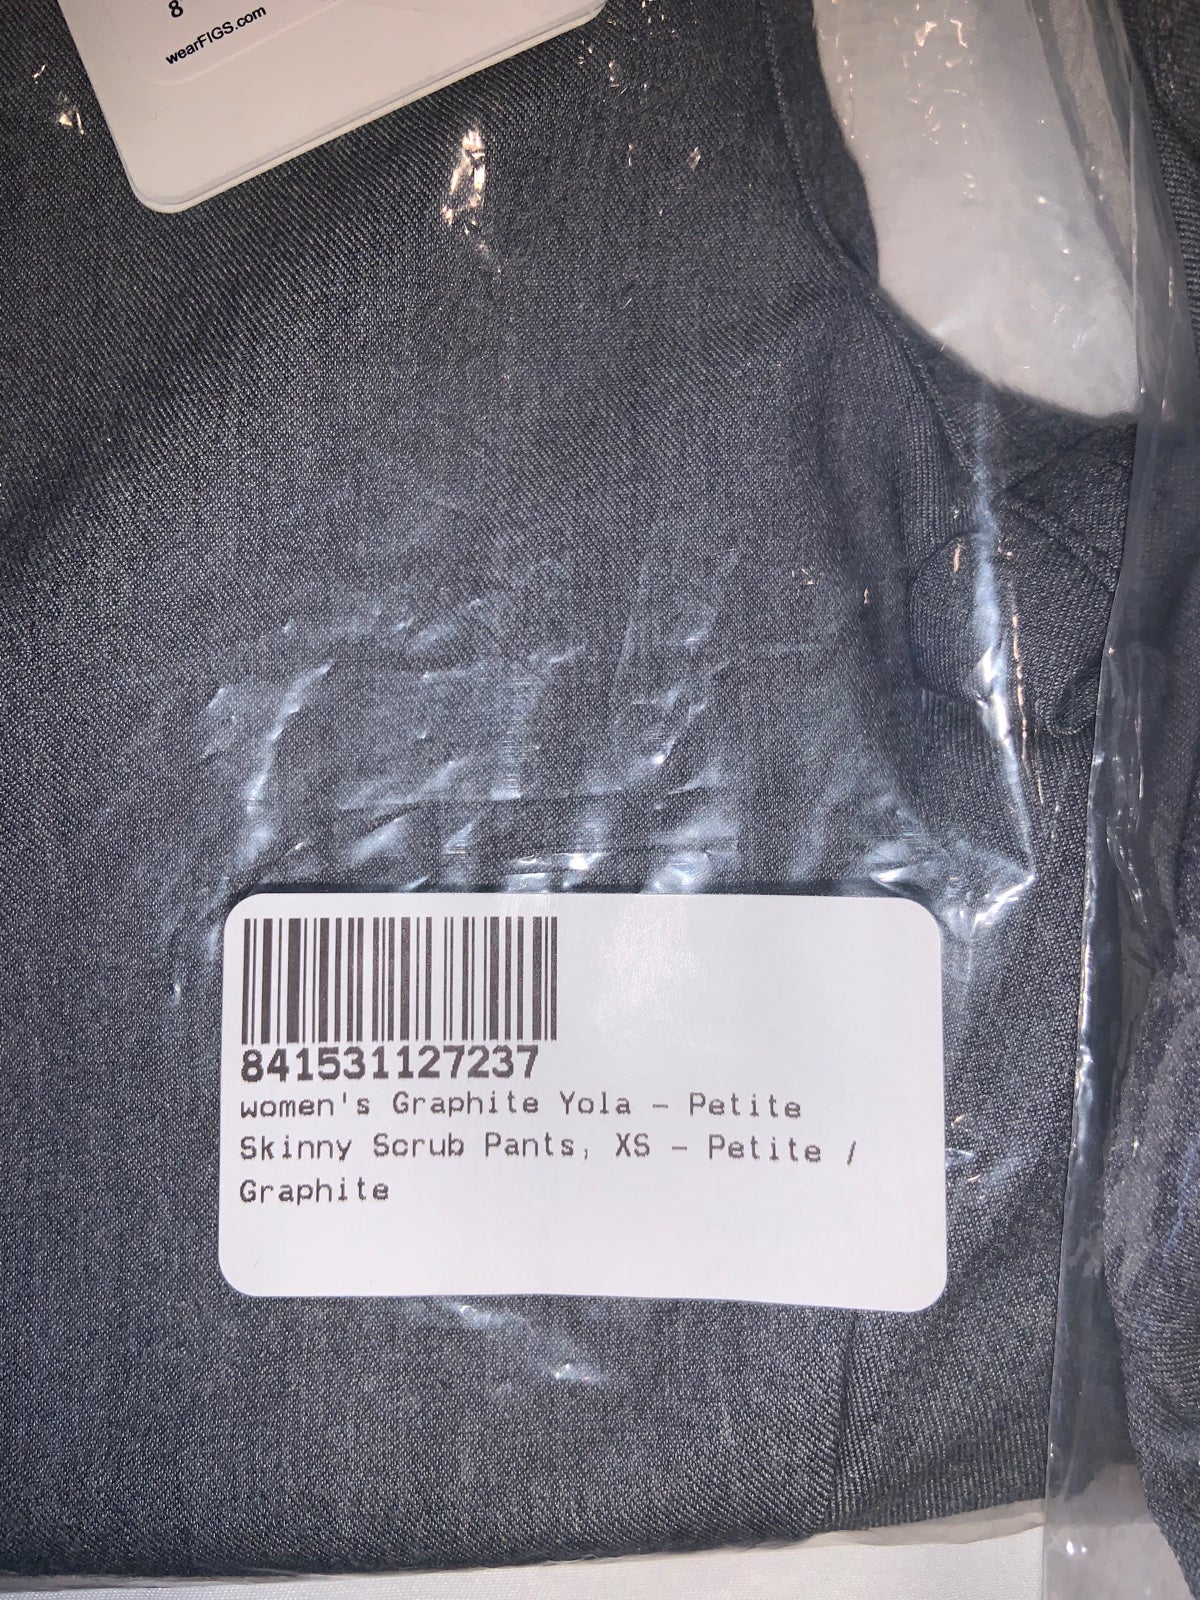 8
wearFIGS.com
841531127237
women's Graphite Yola - Petite
Skinny Scrub Pants, XS - Petite /
Graphite